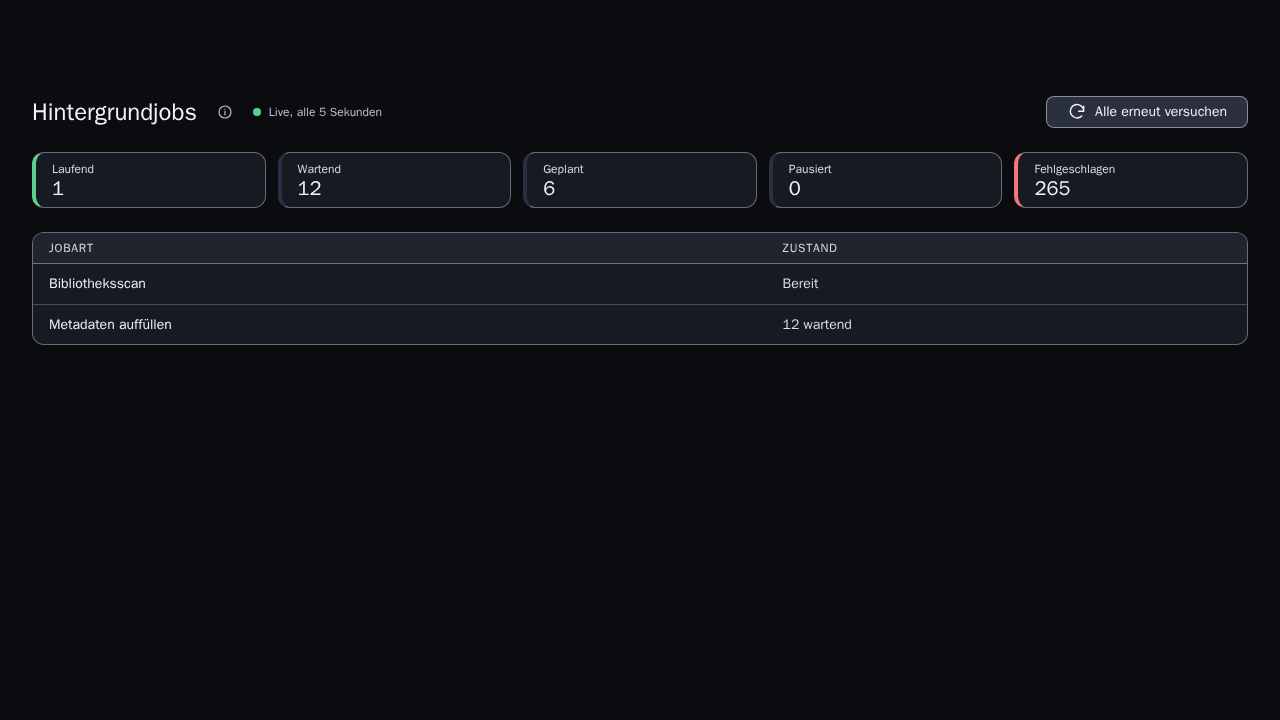 Hintergrundjobs
Live, alle 5 Sekunden
Alle erneut versuchen
Laufend
1
Wartend
12
Geplant
6
Pausiert
0
Fehlgeschlagen
265
JOBART
ZUSTAND
Bibliotheksscan
Bereit
Metadaten auffüllen
12 wartend